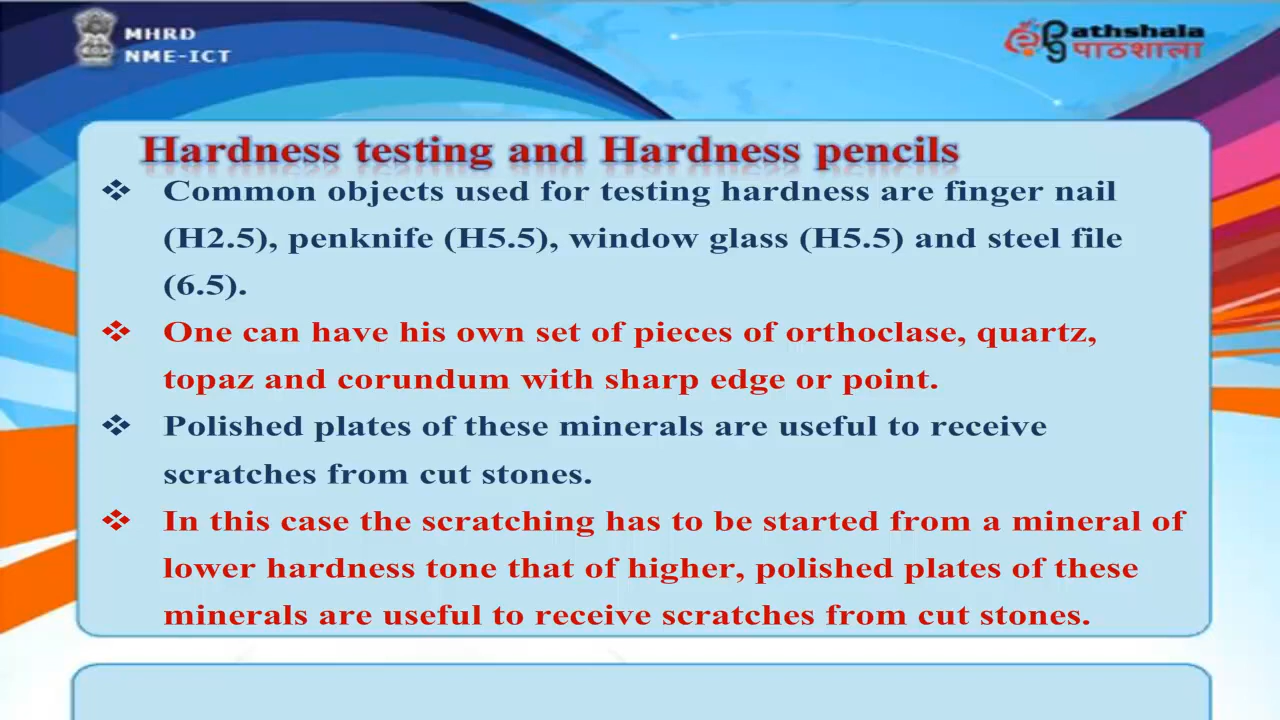 MHRD
NME-ICT
ePG athshala
पाठशाला
Hardness testing and Hardness pencils
❖ Common objects used for testing hardness are finger nail
(H2.5), penknife (H5.5), window glass (H5.5) and steel file
(6.5).
❖ One can have his own set of pieces of orthoclase, quartz,
topaz and corundum with sharp edge or point.
❖ Polished plates of these minerals are useful to receive
scratches from cut stones.
❖ In this case the scratching has to be started from a mineral of
lower hardness tone that of higher, polished plates of these
minerals are useful to receive scratches from cut stones.